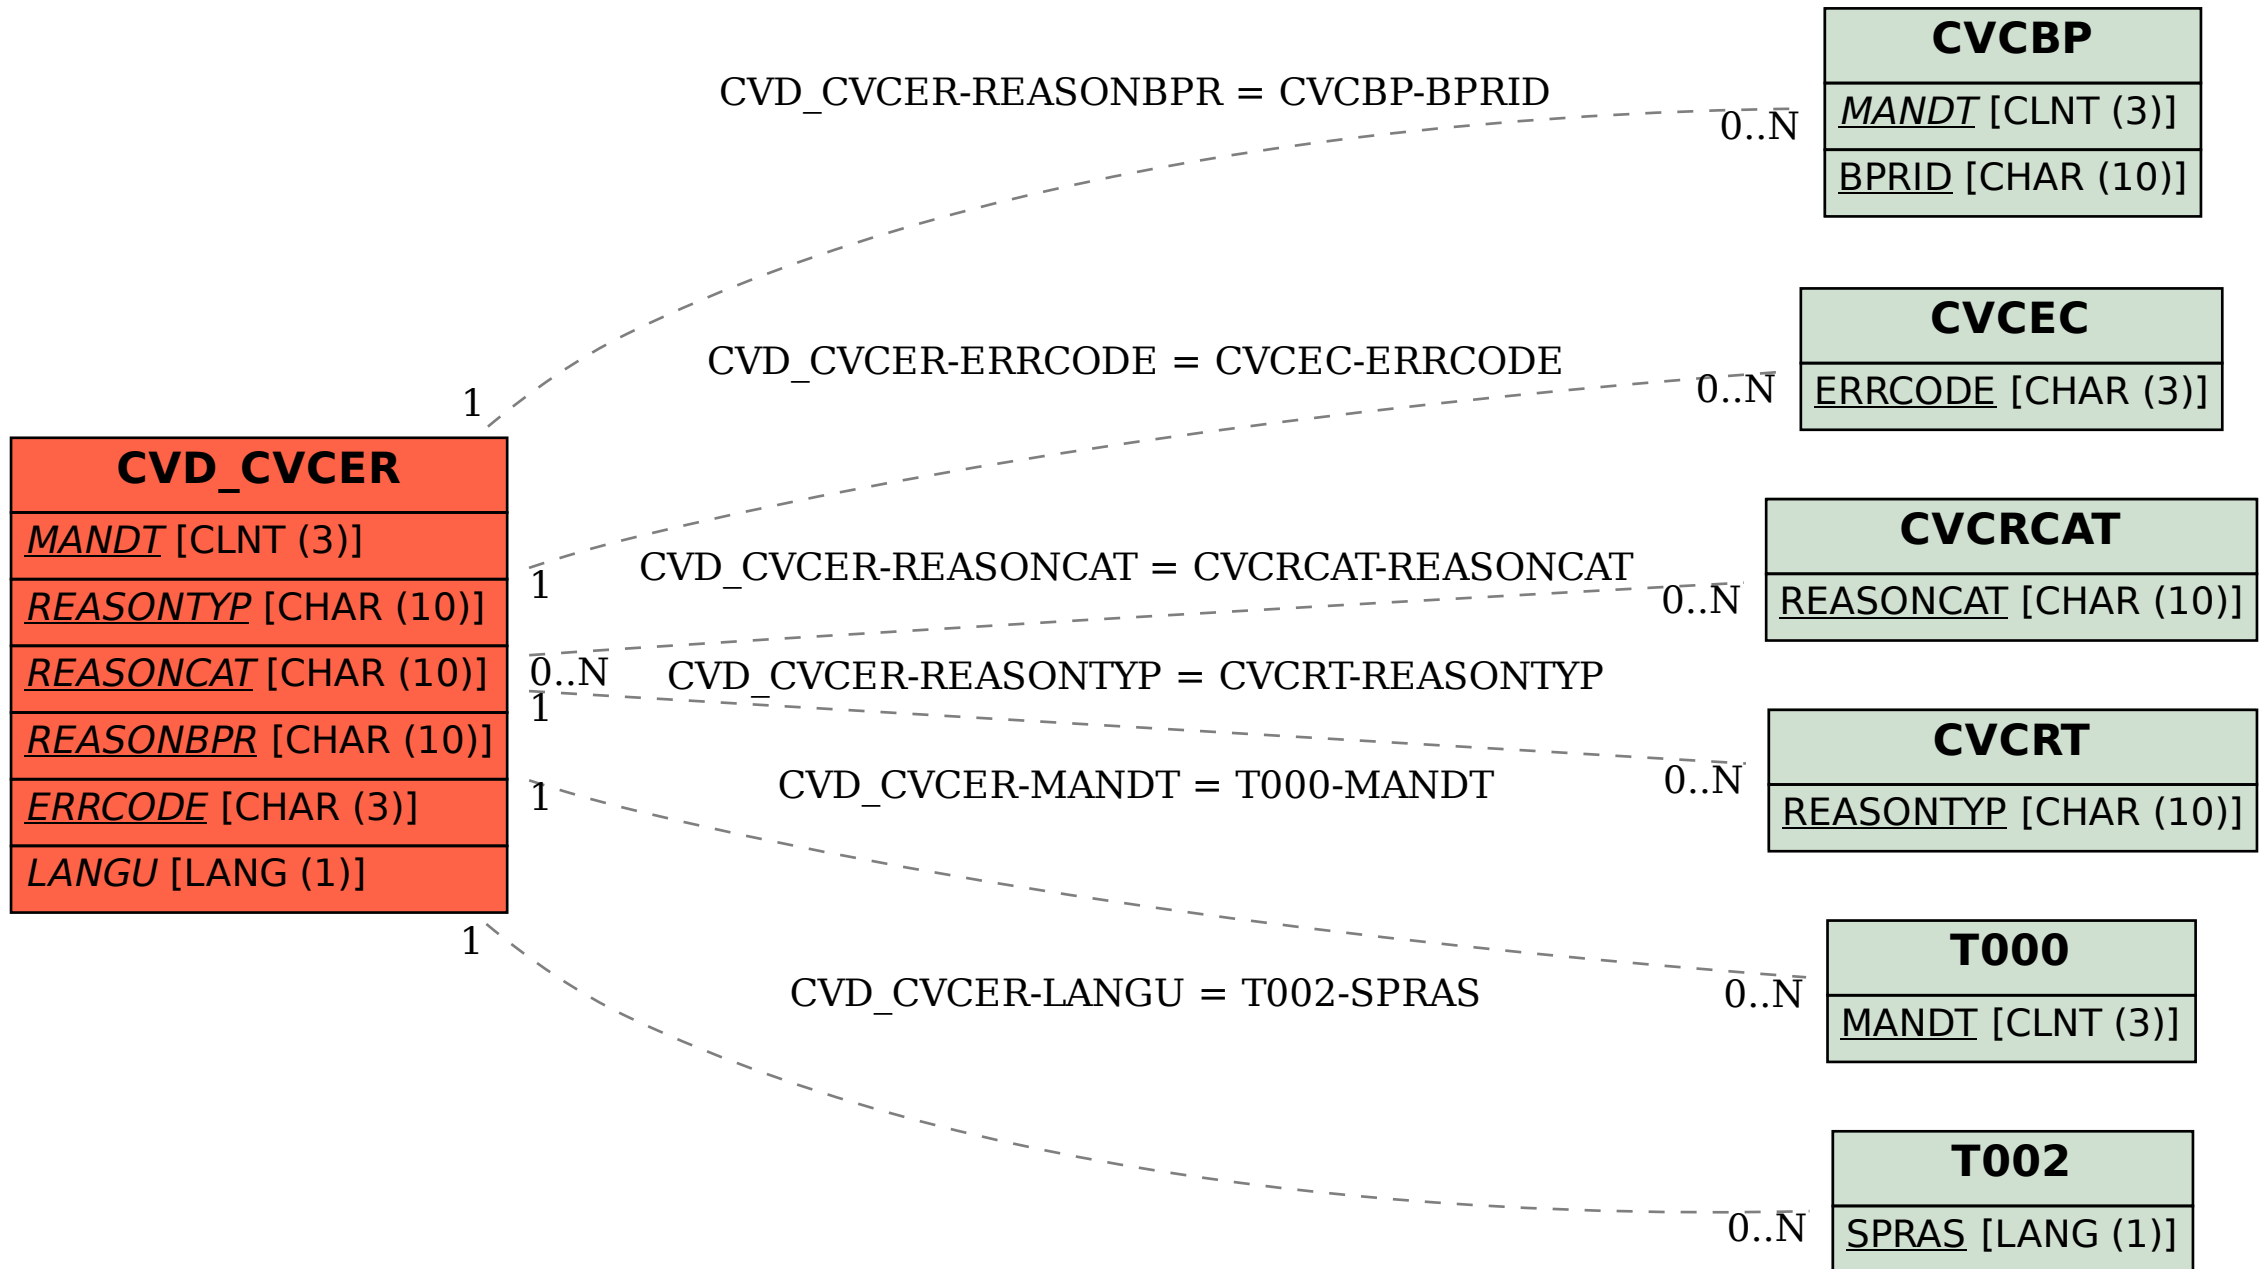 CVCBP
MANDT [CLNT (3)]
BPRID [CHAR (10)]
CVD_CVCER-REASONBPR = CVCBP-BPRID
0..N
1
CVCEC
ERRCODE [CHAR (3)]
CVD_CVCER-ERRCODE = CVCEC-ERRCODE
0..N
1
CVD_CVCER
MANDT [CLNT (3)]
REASONTYP [CHAR (10)]
REASONCAT [CHAR (10)]
REASONBPR [CHAR (10)]
ERRCODE [CHAR (3)]
LANGU [LANG (1)]
CVCRCAT
REASONCAT [CHAR (10)]
CVD_CVCER-REASONCAT = CVCRCAT-REASONCAT
0..N
0..N
CVD_CVCER-REASONTYP = CVCRT-REASONTYP
1
0..N
CVCRT
REASONTYP [CHAR (10)]
CVD_CVCER-MANDT = T000-MANDT
1
0..N
T000
MANDT [CLNT (3)]
CVD_CVCER-LANGU = T002-SPRAS
1
0..N
T002
SPRAS [LANG (1)]